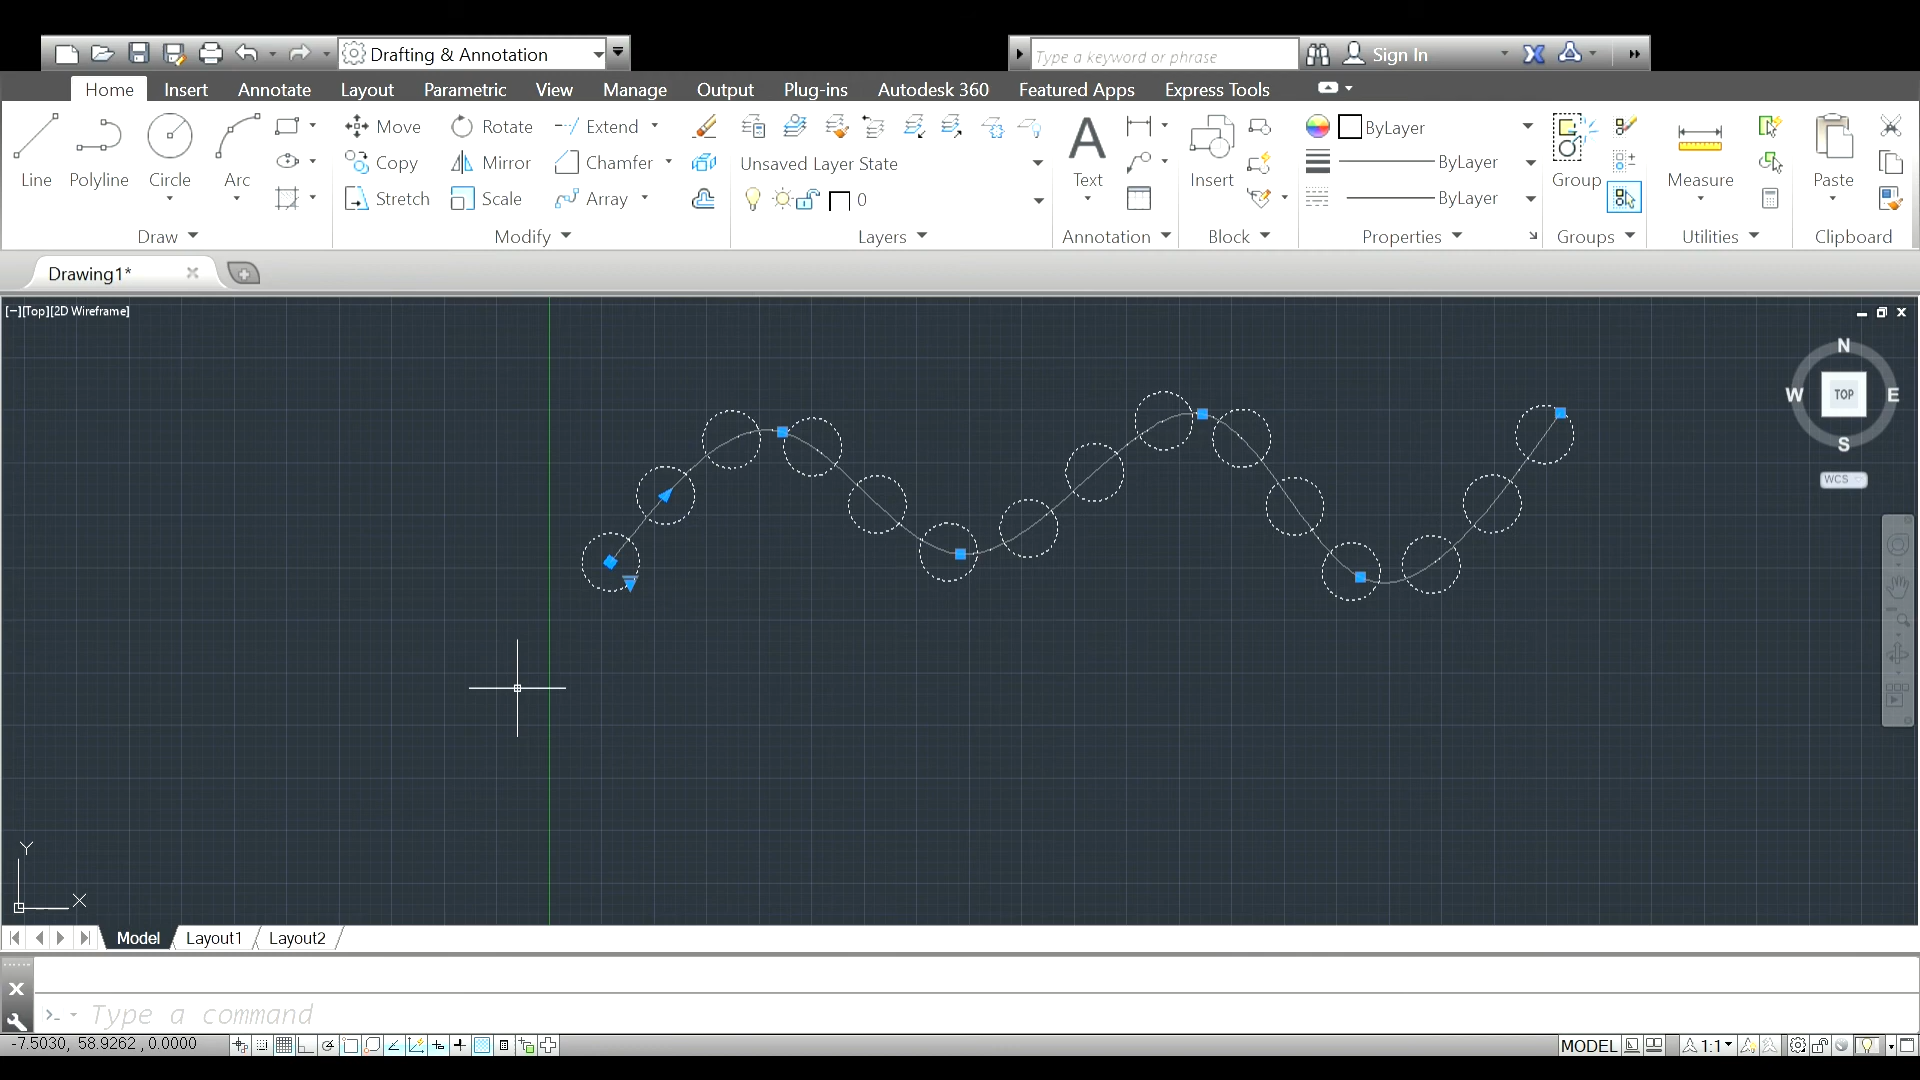 Drafting & Annotation
Type a keyword or phrase
Sign In
Home Insert Annotate Layout Parametric View Manage Output Plug-ins Autodesk 360 Featured Apps Express Tools
Line Polyline Circle Arc
Move Rotate Extend
Copy Mirror Chamfer
Stretch Scale Array
Unsaved Layer State
0
Text
Insert
ByLayer
ByLayer
ByLayer
Group
Measure
Paste
Draw Modify Layers Annotation Block Properties Groups Utilities Clipboard
Drawing1*
[−][Top][2D Wireframe]
N
W TOP E
S
WCS
Y
X
Model Layout1 Layout2
Type a command
-7.5030, 58.9262 , 0.0000
MODEL
1:1